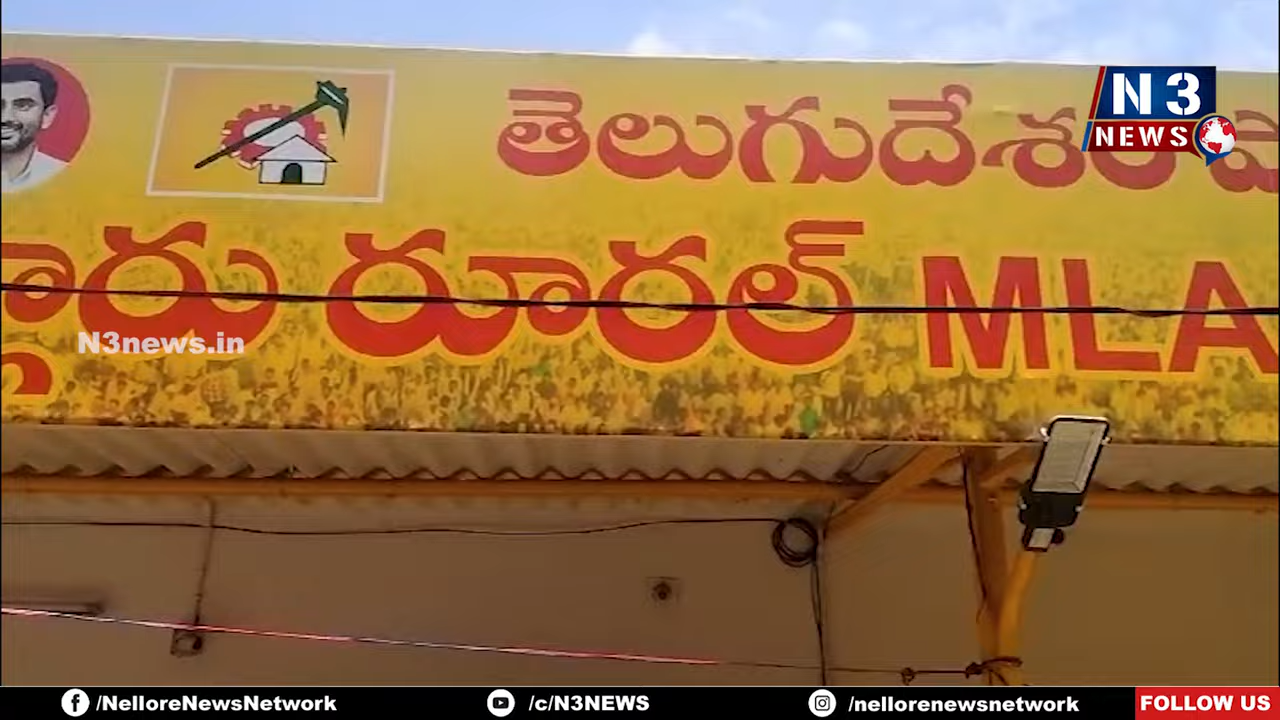 తెలుగుదేశం
రూరల్ MLA
N3
NEWS
N3news.in
/NelloreNewsNetwork
/c/N3NEWS
/nellorenewsnetwork
FOLLOW US